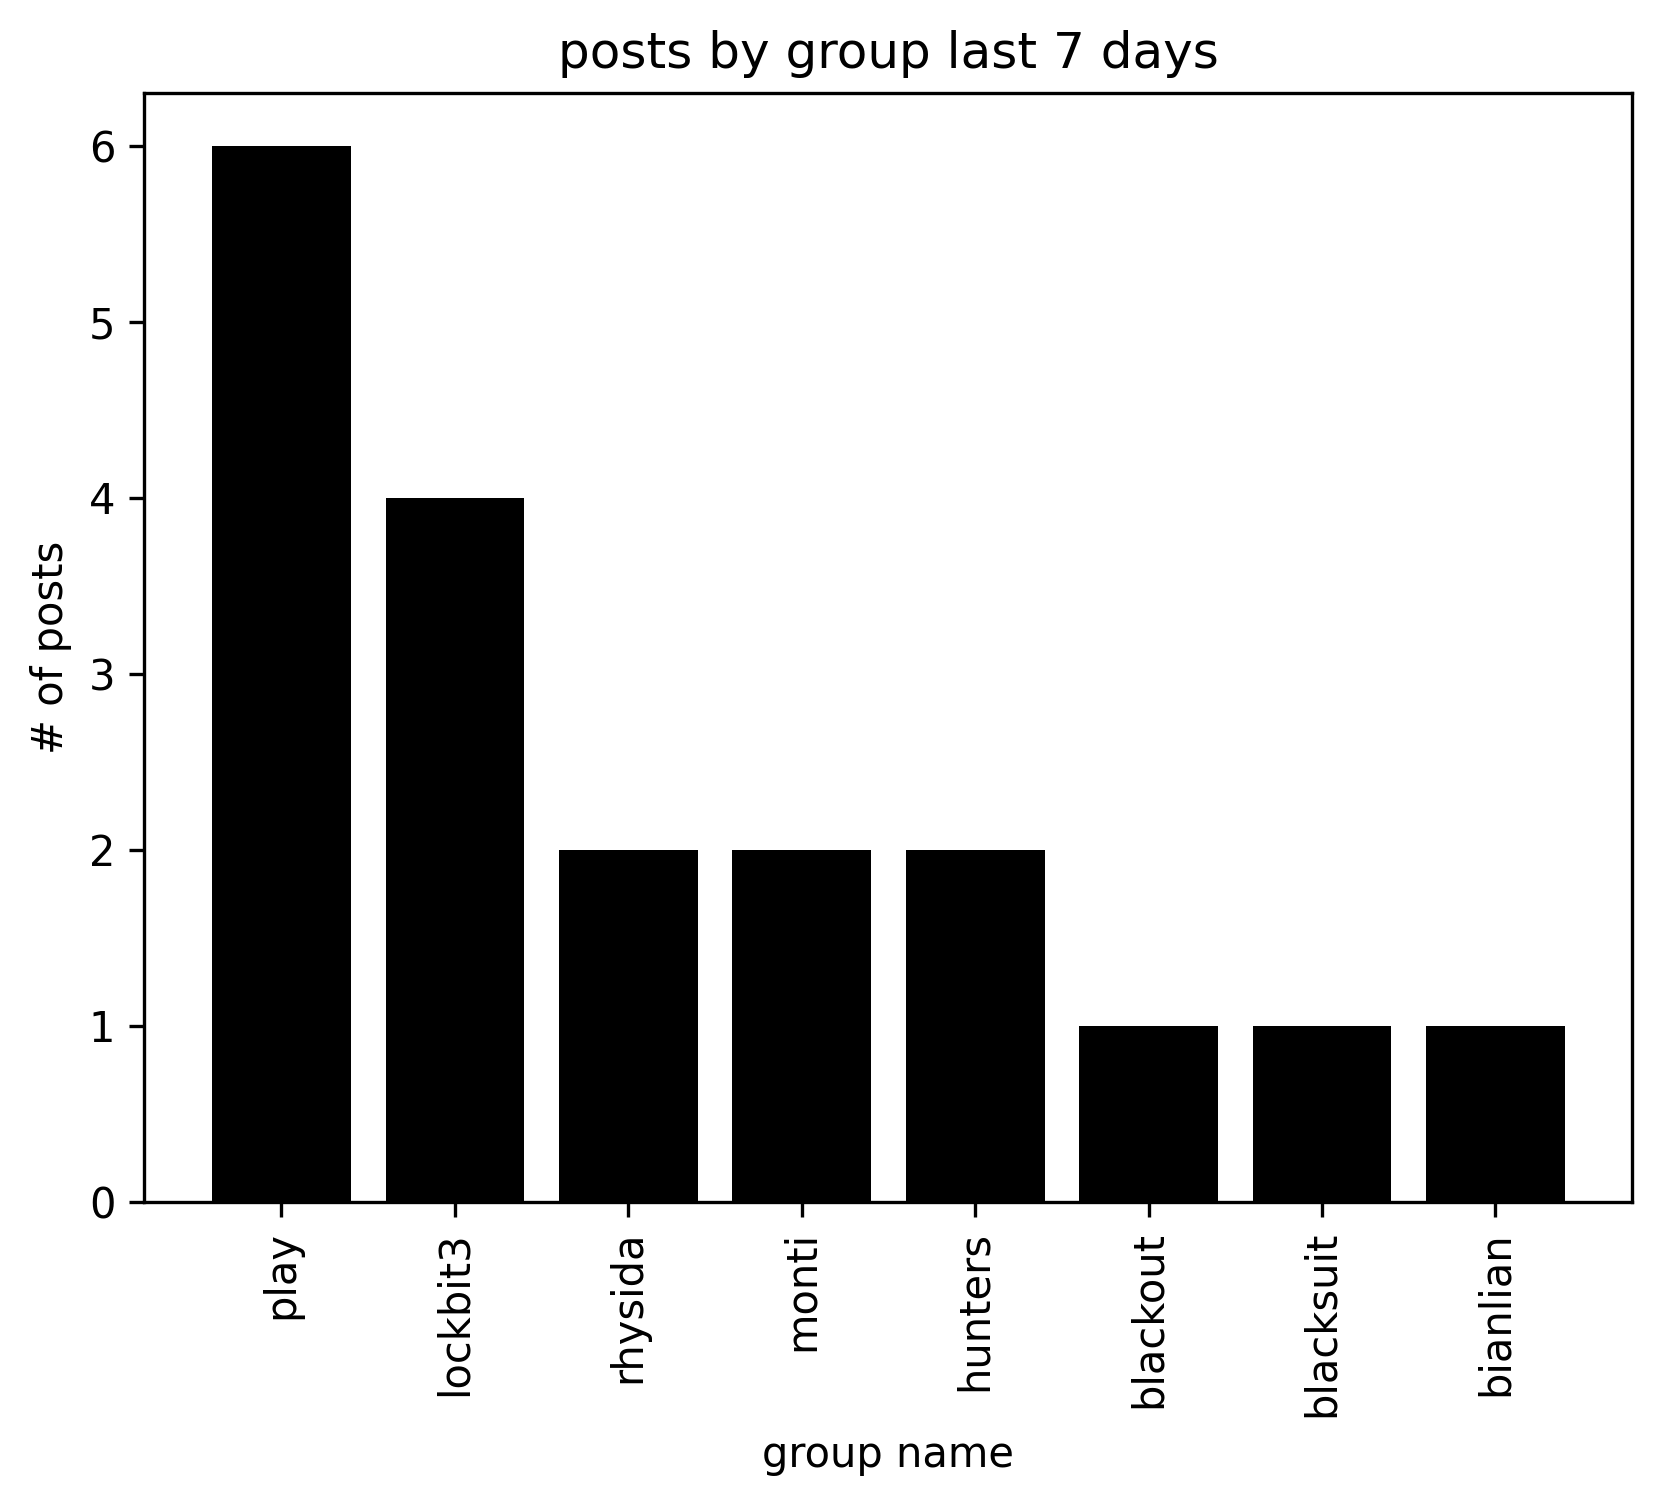 posts by group last 7 days
6
5
4
3
2
1
0
# of posts
play
lockbit3
rhysida
monti
hunters
blackout
blacksuit
bianlian
group name